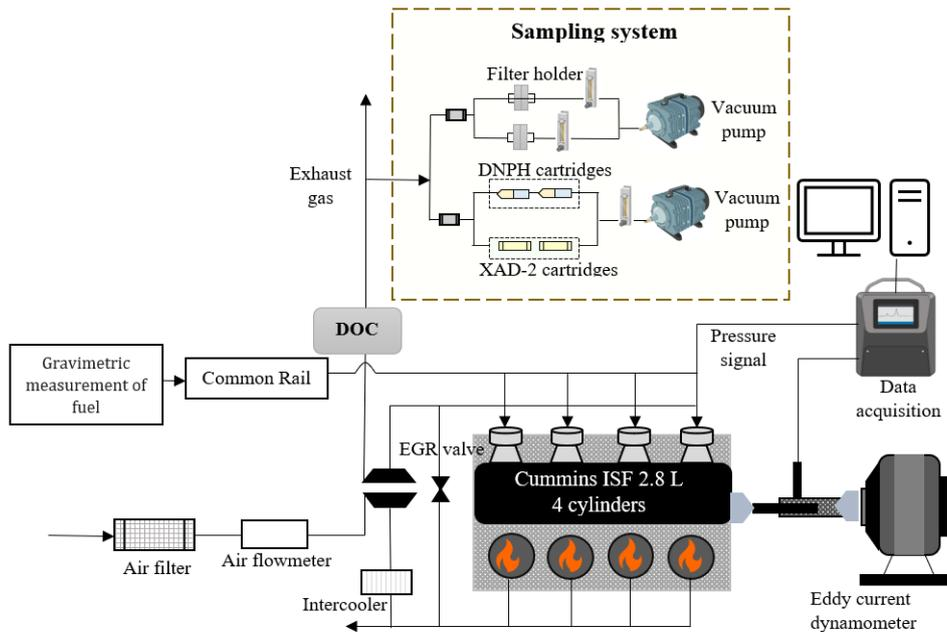 Sampling system
Filter holder
Vacuum
pump
DNPH cartridges
Vacuum
pump
XAD-2 cartridges
Exhaust
gas
DOC
Pressure
signal
Data
acquisition
Gravimetric
measurement of
fuel
Common Rail
EGR valve
Cummins ISF 2.8 L
4 cylinders
Air filter
Air flowmeter
Intercooler
Eddy current
dynamometer